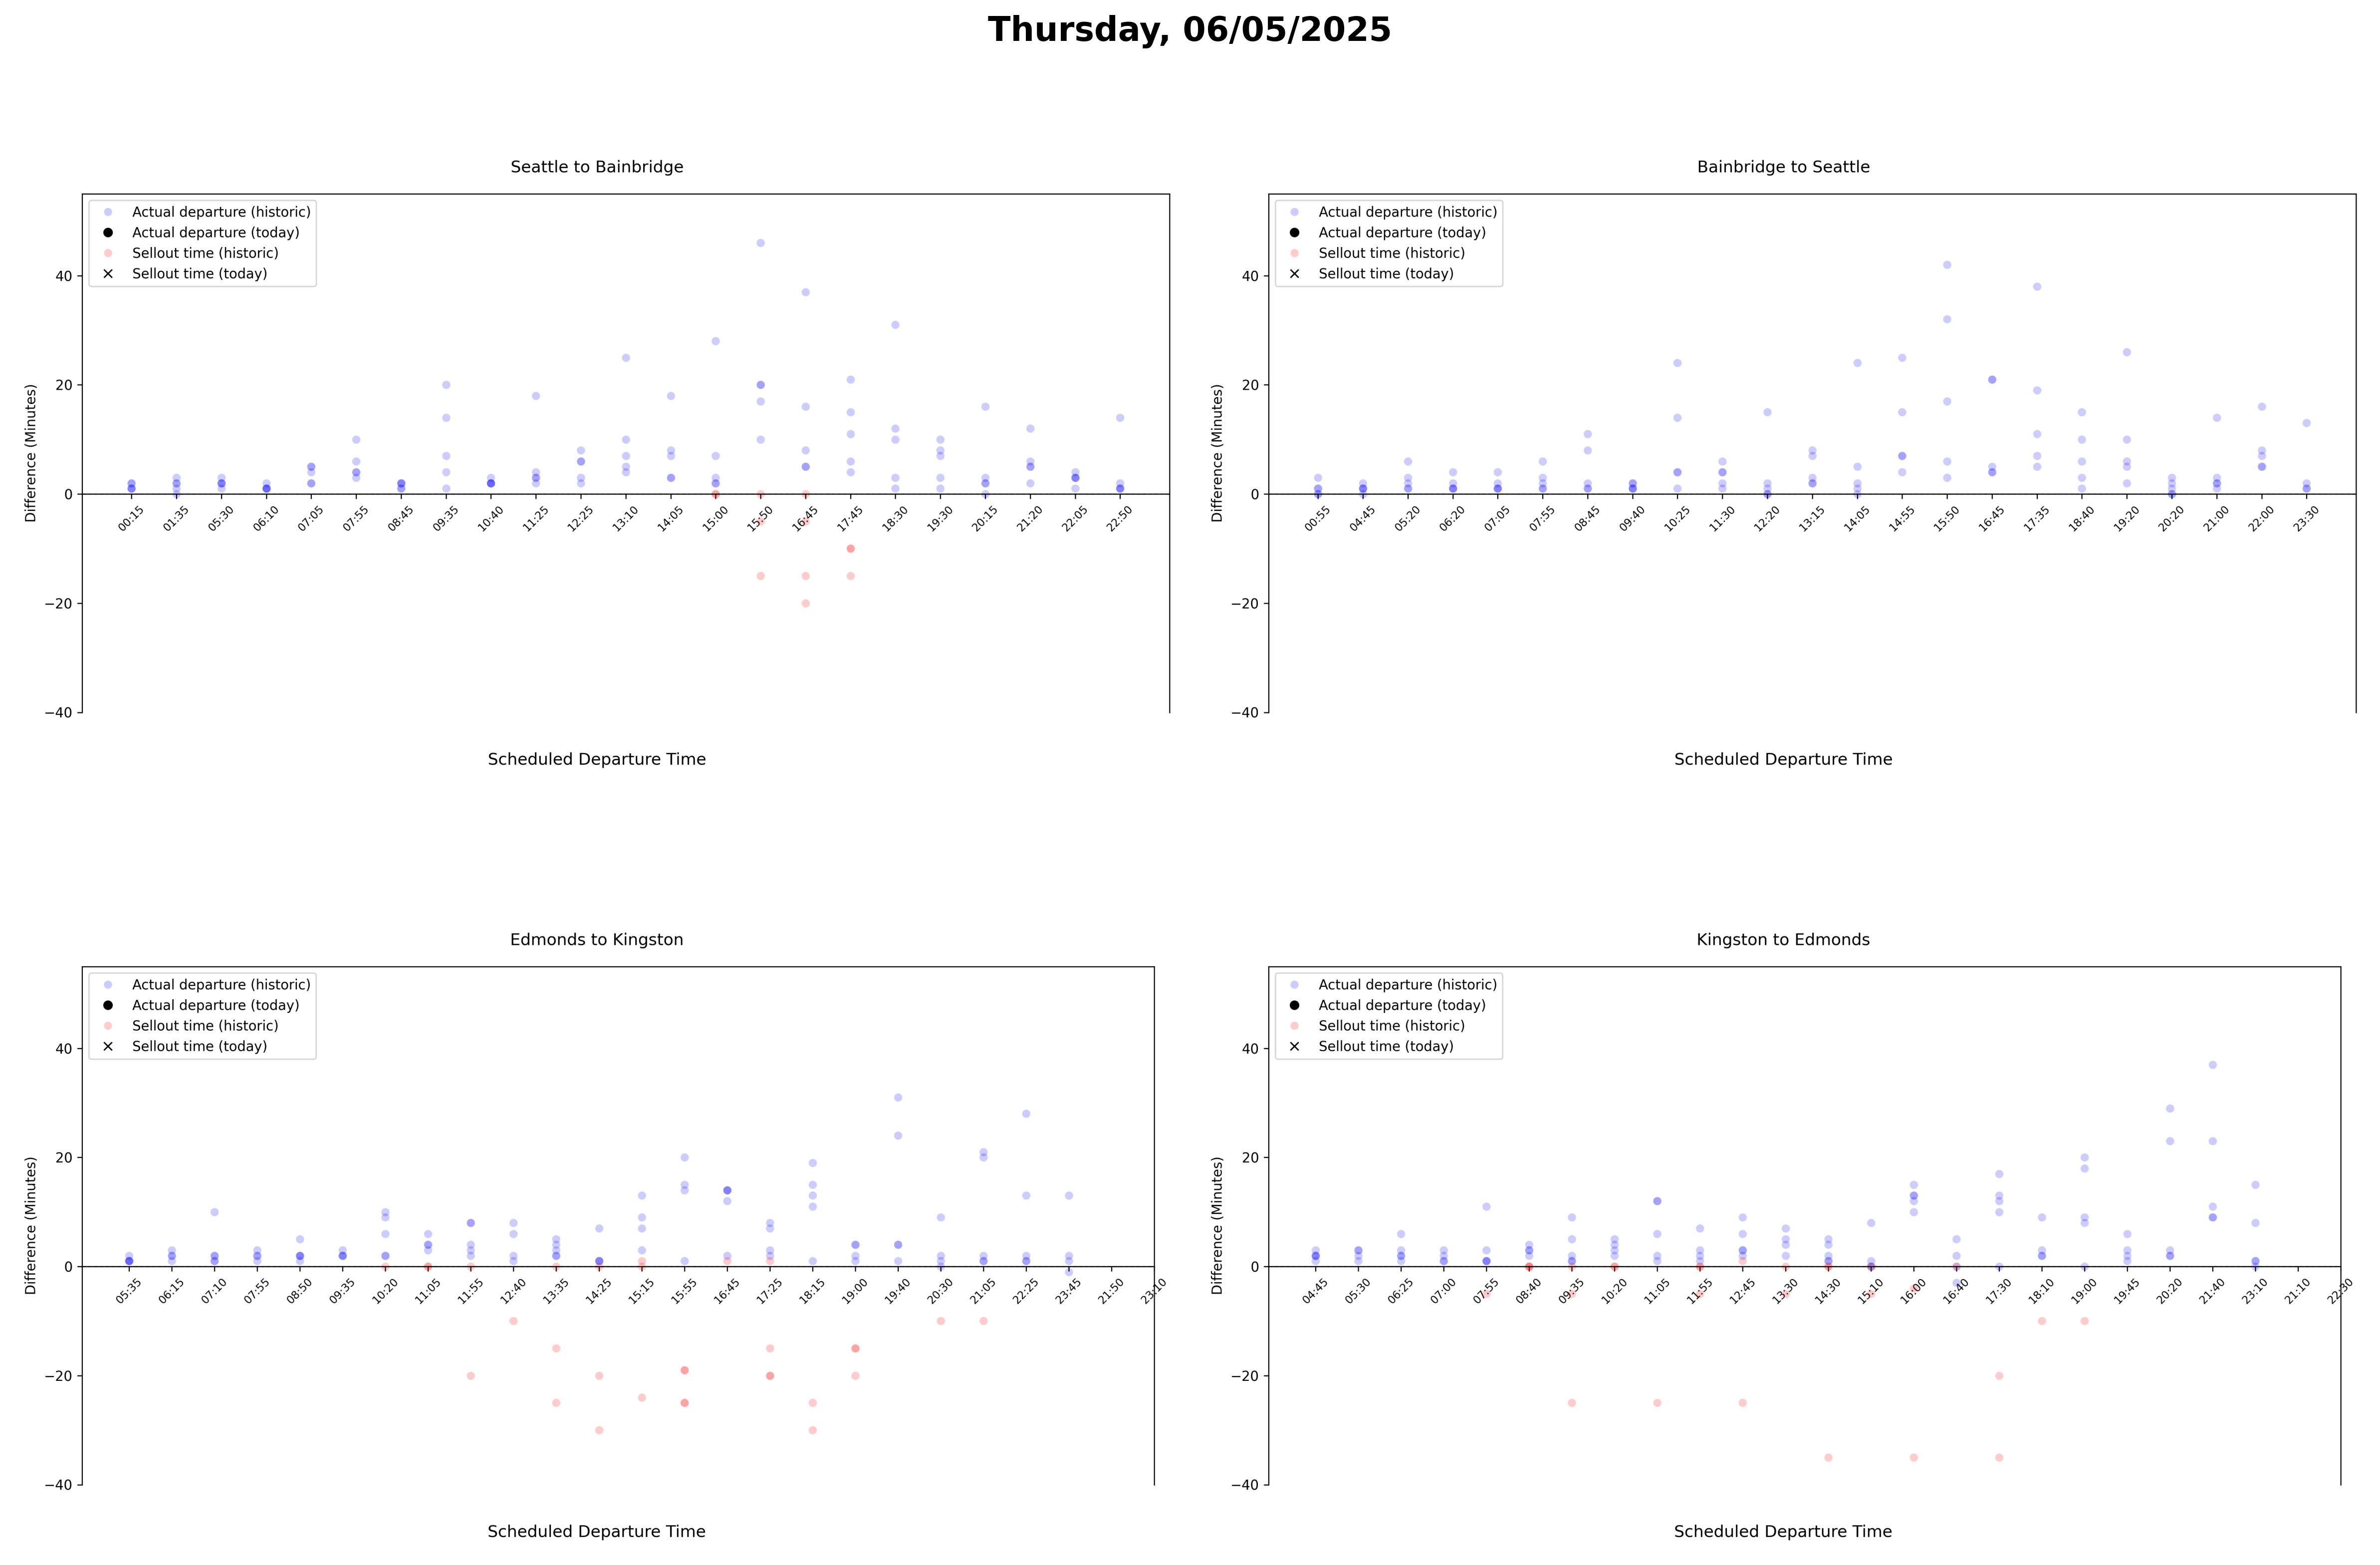 Thursday, 06/05/2025
Seattle to Bainbridge
Actual departure (historic)
Actual departure (today)
Sellout time (historic)
Sellout time (today)
Difference (Minutes)
40
20
0
−20
−40
00:15 01:35 05:30 06:10 07:05 07:55 08:45 09:35 10:40 11:25 12:25 13:10 14:05 15:00 15:50 16:45 17:45 18:30 19:30 20:15 21:20 22:05 22:50
Scheduled Departure Time
Bainbridge to Seattle
Actual departure (historic)
Actual departure (today)
Sellout time (historic)
Sellout time (today)
Difference (Minutes)
40
20
0
−20
−40
00:55 04:45 05:20 06:20 07:05 07:55 08:45 09:40 10:25 11:30 12:20 13:15 14:05 14:55 15:50 16:45 17:35 18:40 19:20 20:20 21:00 22:00 23:30
Scheduled Departure Time
Edmonds to Kingston
Actual departure (historic)
Actual departure (today)
Sellout time (historic)
Sellout time (today)
Difference (Minutes)
40
20
0
−20
−40
05:35 06:15 07:10 07:55 08:50 09:35 10:20 11:05 11:55 12:40 13:35 14:25 15:15 15:55 16:45 17:25 18:15 19:00 19:40 20:30 21:05 22:25 23:45 21:50 23:10
Scheduled Departure Time
Kingston to Edmonds
Actual departure (historic)
Actual departure (today)
Sellout time (historic)
Sellout time (today)
Difference (Minutes)
40
20
0
−20
−40
04:45 05:30 06:25 07:00 07:55 08:40 09:35 10:20 11:05 11:55 12:45 13:30 14:30 15:10 16:00 16:40 17:30 18:10 19:00 19:45 20:20 21:40 23:10 21:10 22:30
Scheduled Departure Time